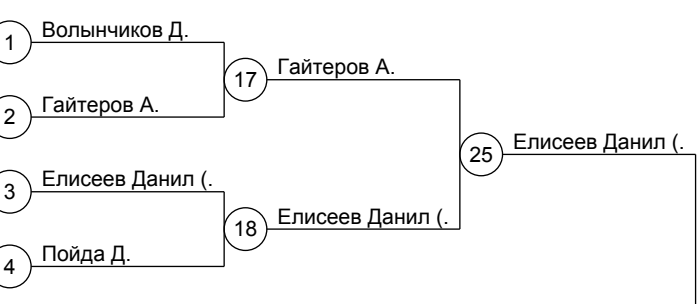 1 Волынчиков Д.
17 Гайтеров А.
2 Гайтеров А.
25 Елисеев Данил (.
3 Елисеев Данил (.
18 Елисеев Данил (.
4 Пойда Д.